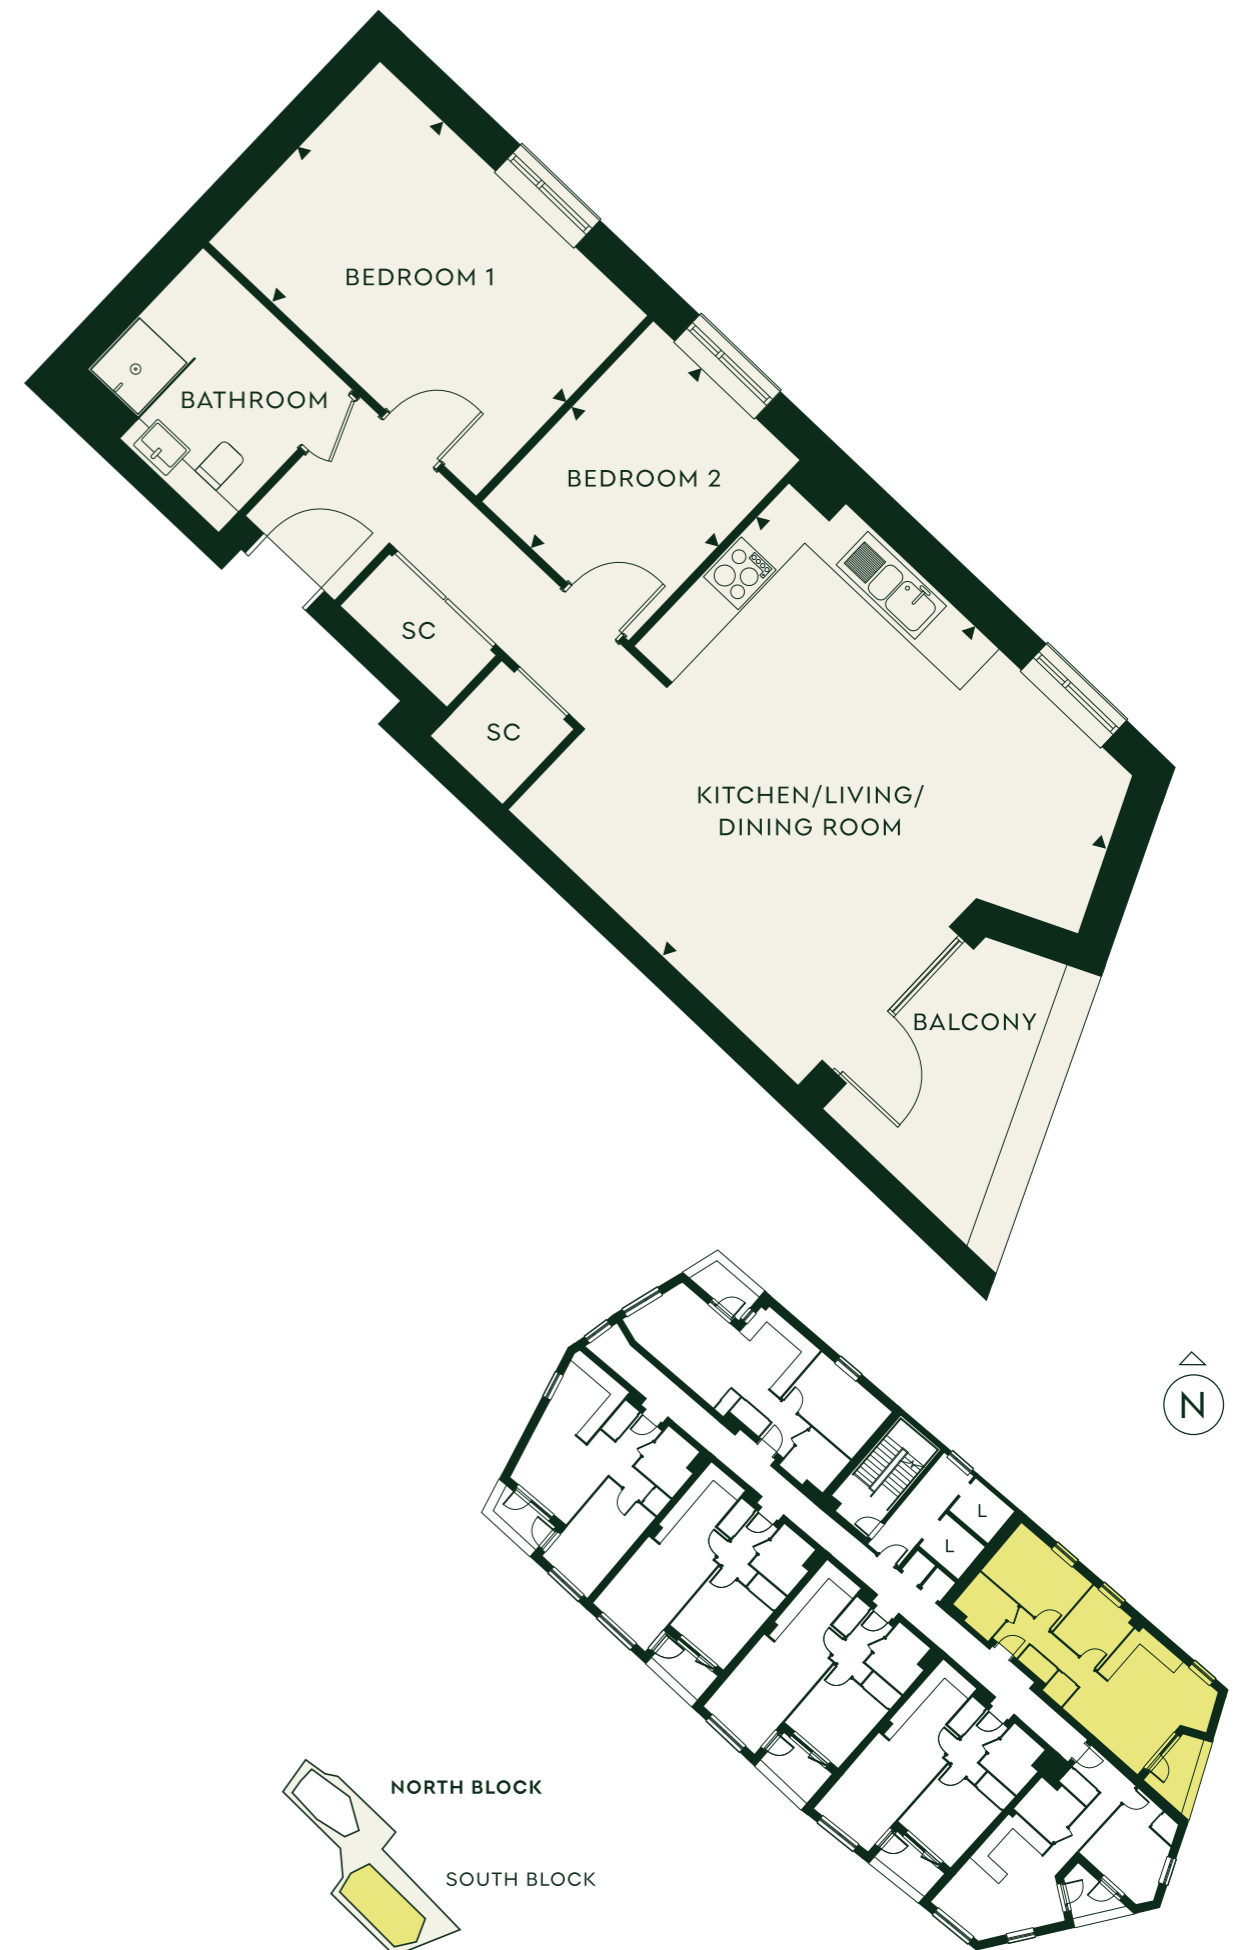 BEDROOM 1
BATHROOM
BEDROOM 2
SC
SC
KITCHEN/LIVING/
DINING ROOM
BALCONY
N
L
L
NORTH BLOCK
SOUTH BLOCK